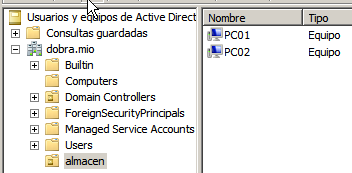 Usuarios y equipos de Active Direct
Consultas guardadas
dobra.mio
Builtin
Computers
Domain Controllers
ForeignSecurityPrincipals
Managed Service Accounts
Users
almacen
Nombre Tipo
PC01 Equipo
PC02 Equipo